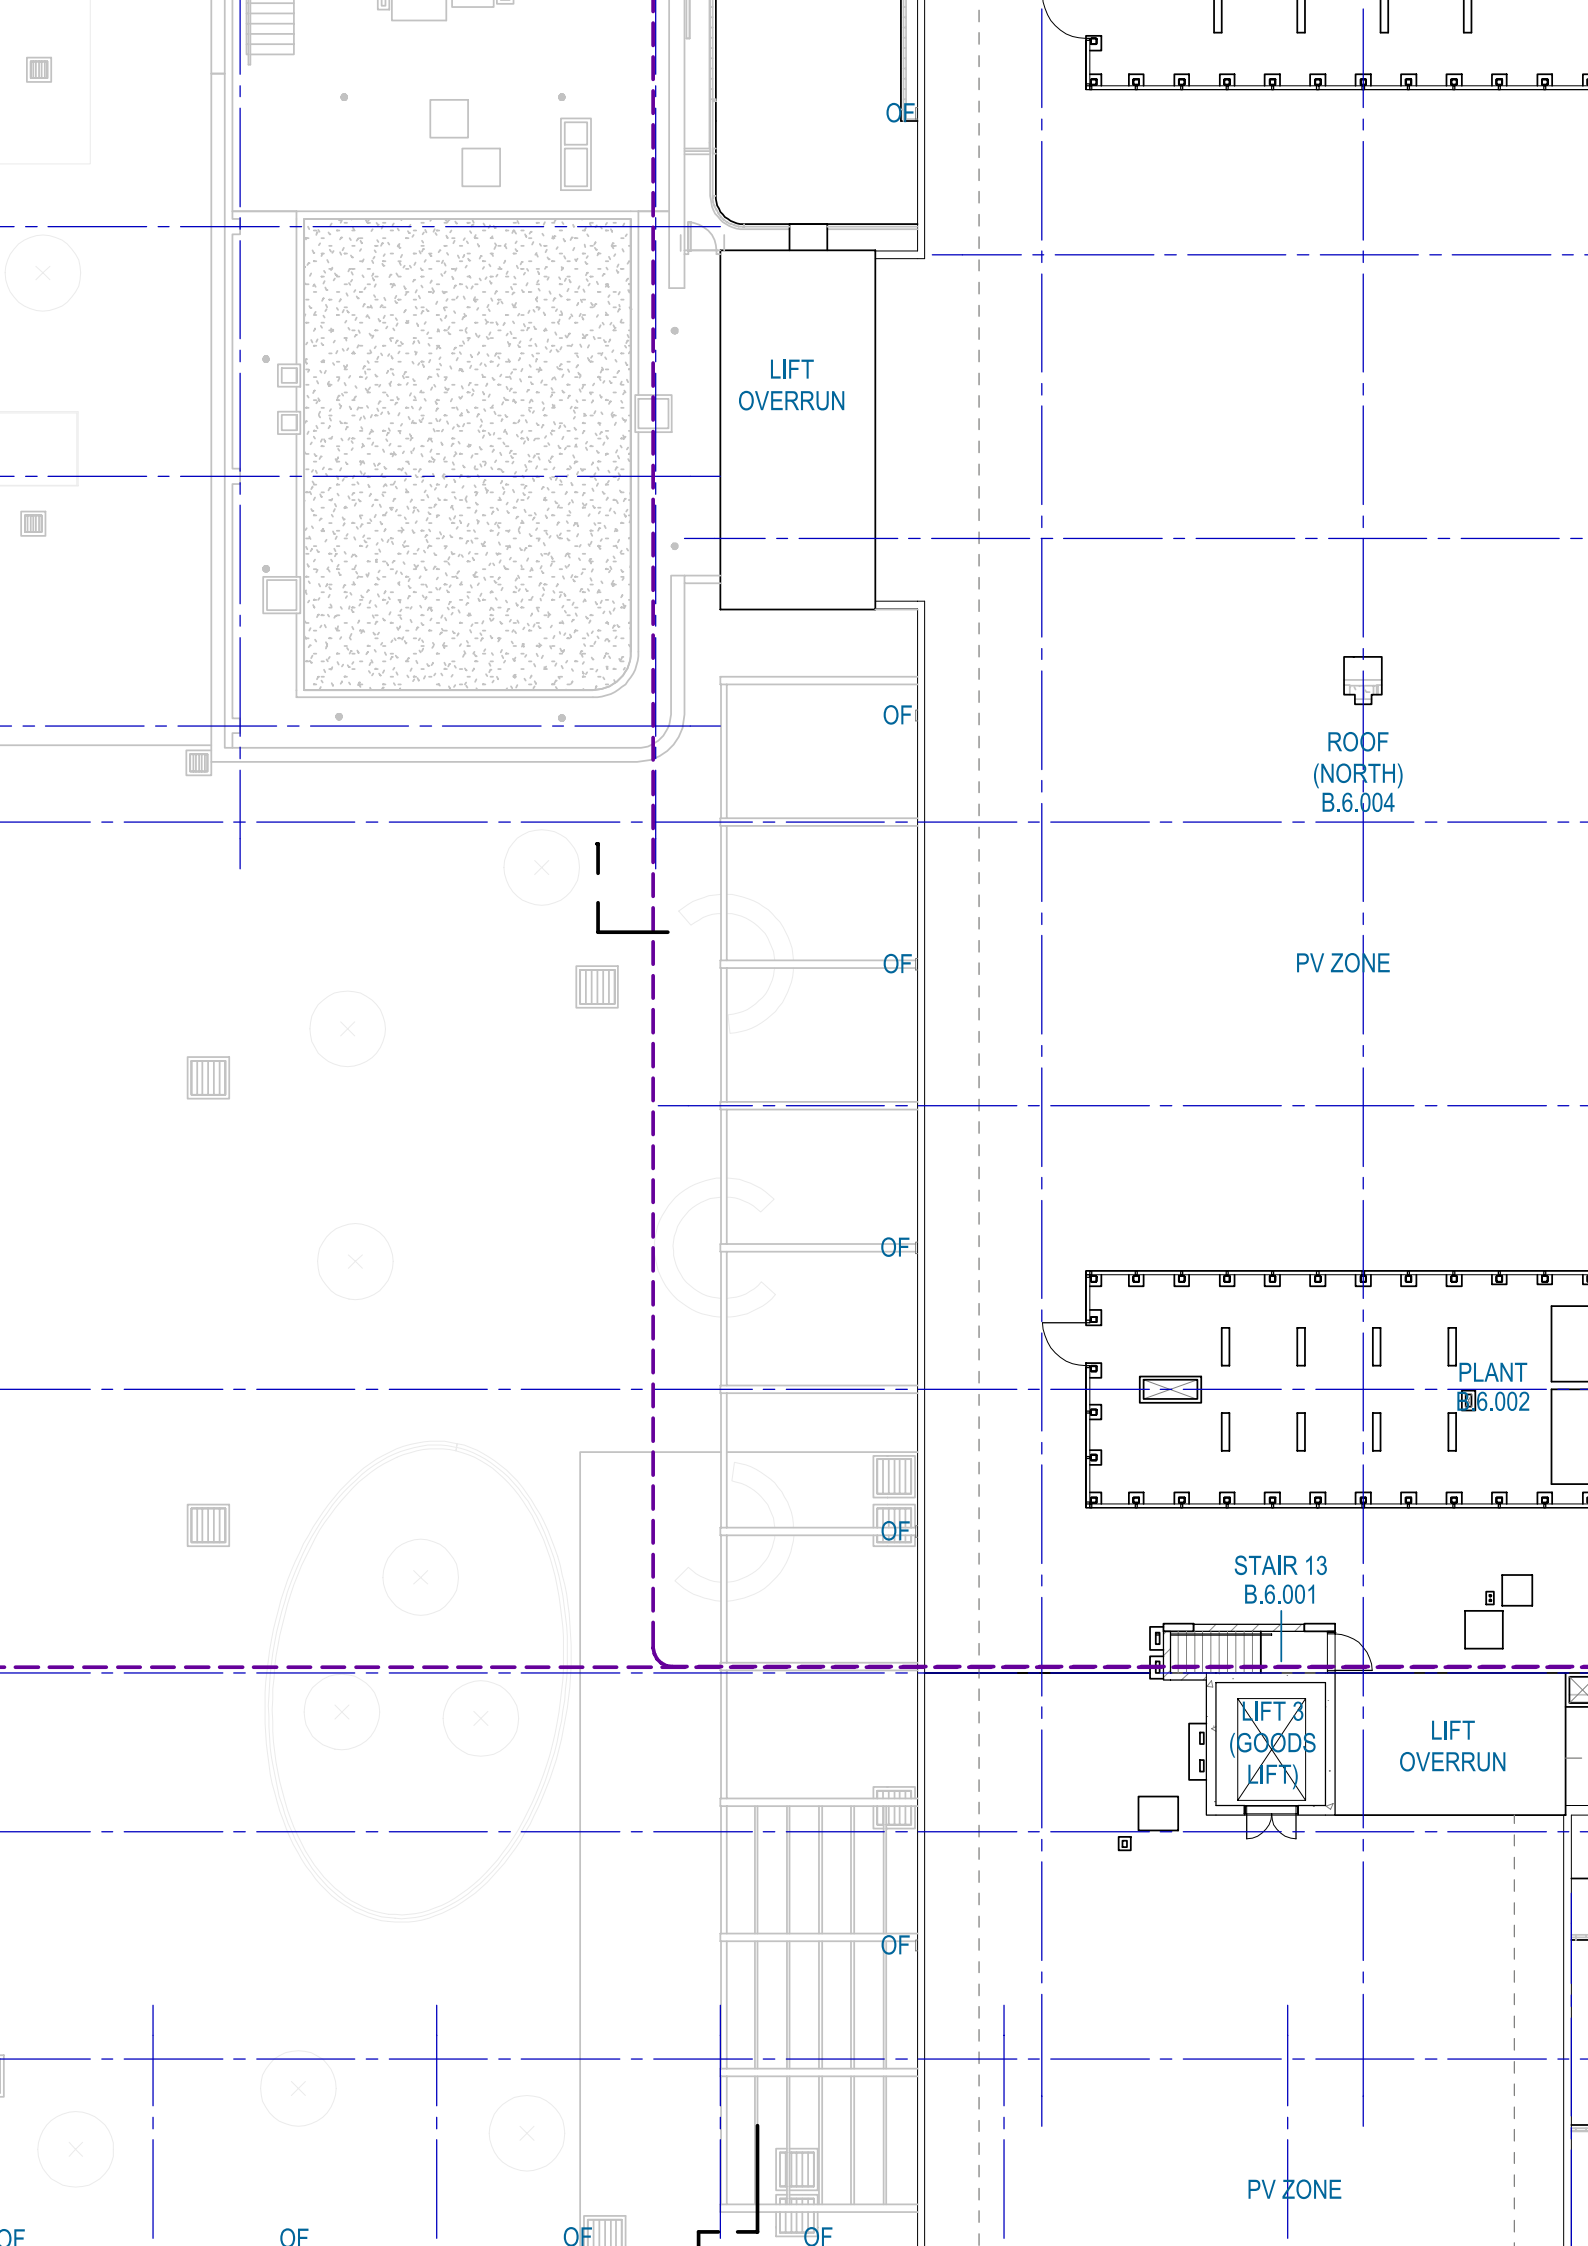 OF
LIFT
OVERRUN
OF
ROOF
(NORTH)
B.6.004
OF
PV ZONE
OF
PLANT
B.6.002
OF
STAIR 13
B.6.001
LIFT 3
(GOODS
LIFT)
LIFT
OVERRUN
OF
PV ZONE
OF
OF
OF
OF